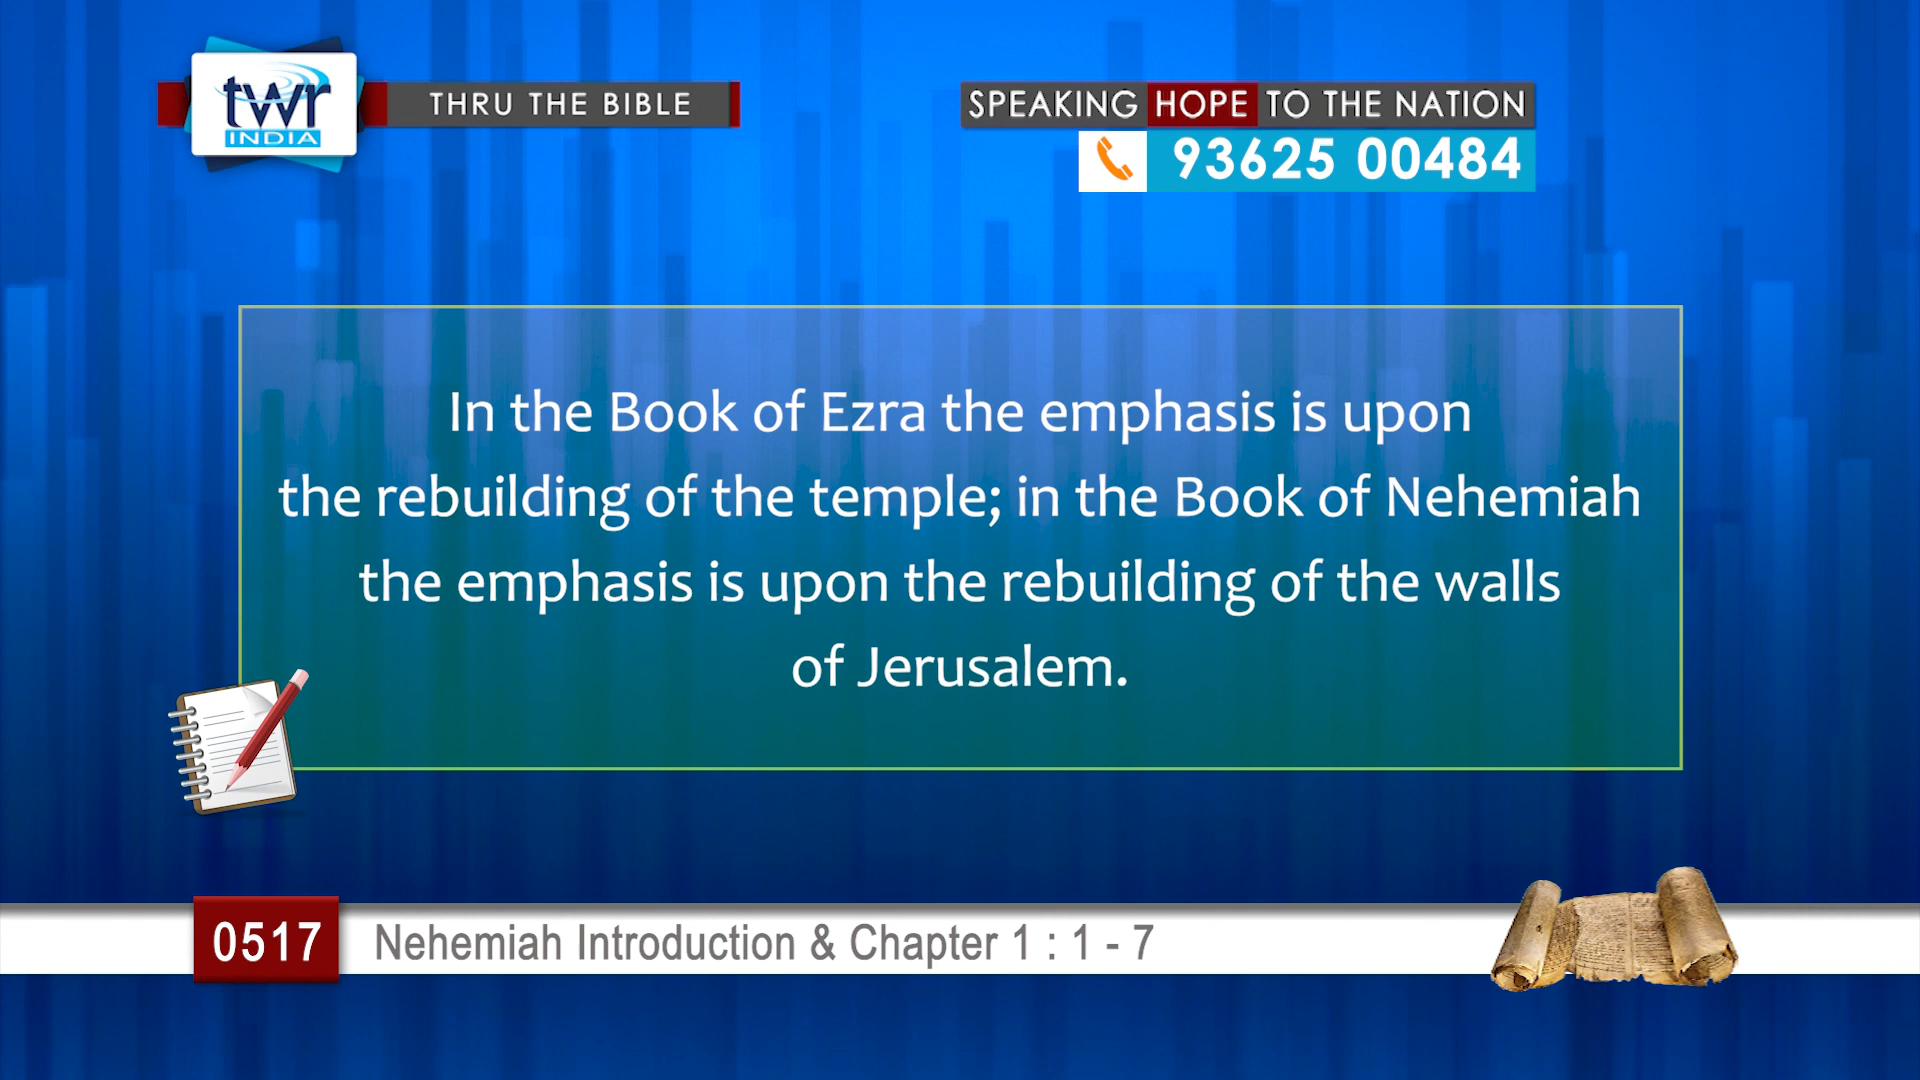 twr
INDIA
THRU THE BIBLE
SPEAKING HOPE TO THE NATION
93625 00484
In the Book of Ezra the emphasis is upon
the rebuilding of the temple; in the Book of Nehemiah
the emphasis is upon the rebuilding of the walls
of Jerusalem.
0517
Nehemiah Introduction & Chapter 1 : 1 - 7